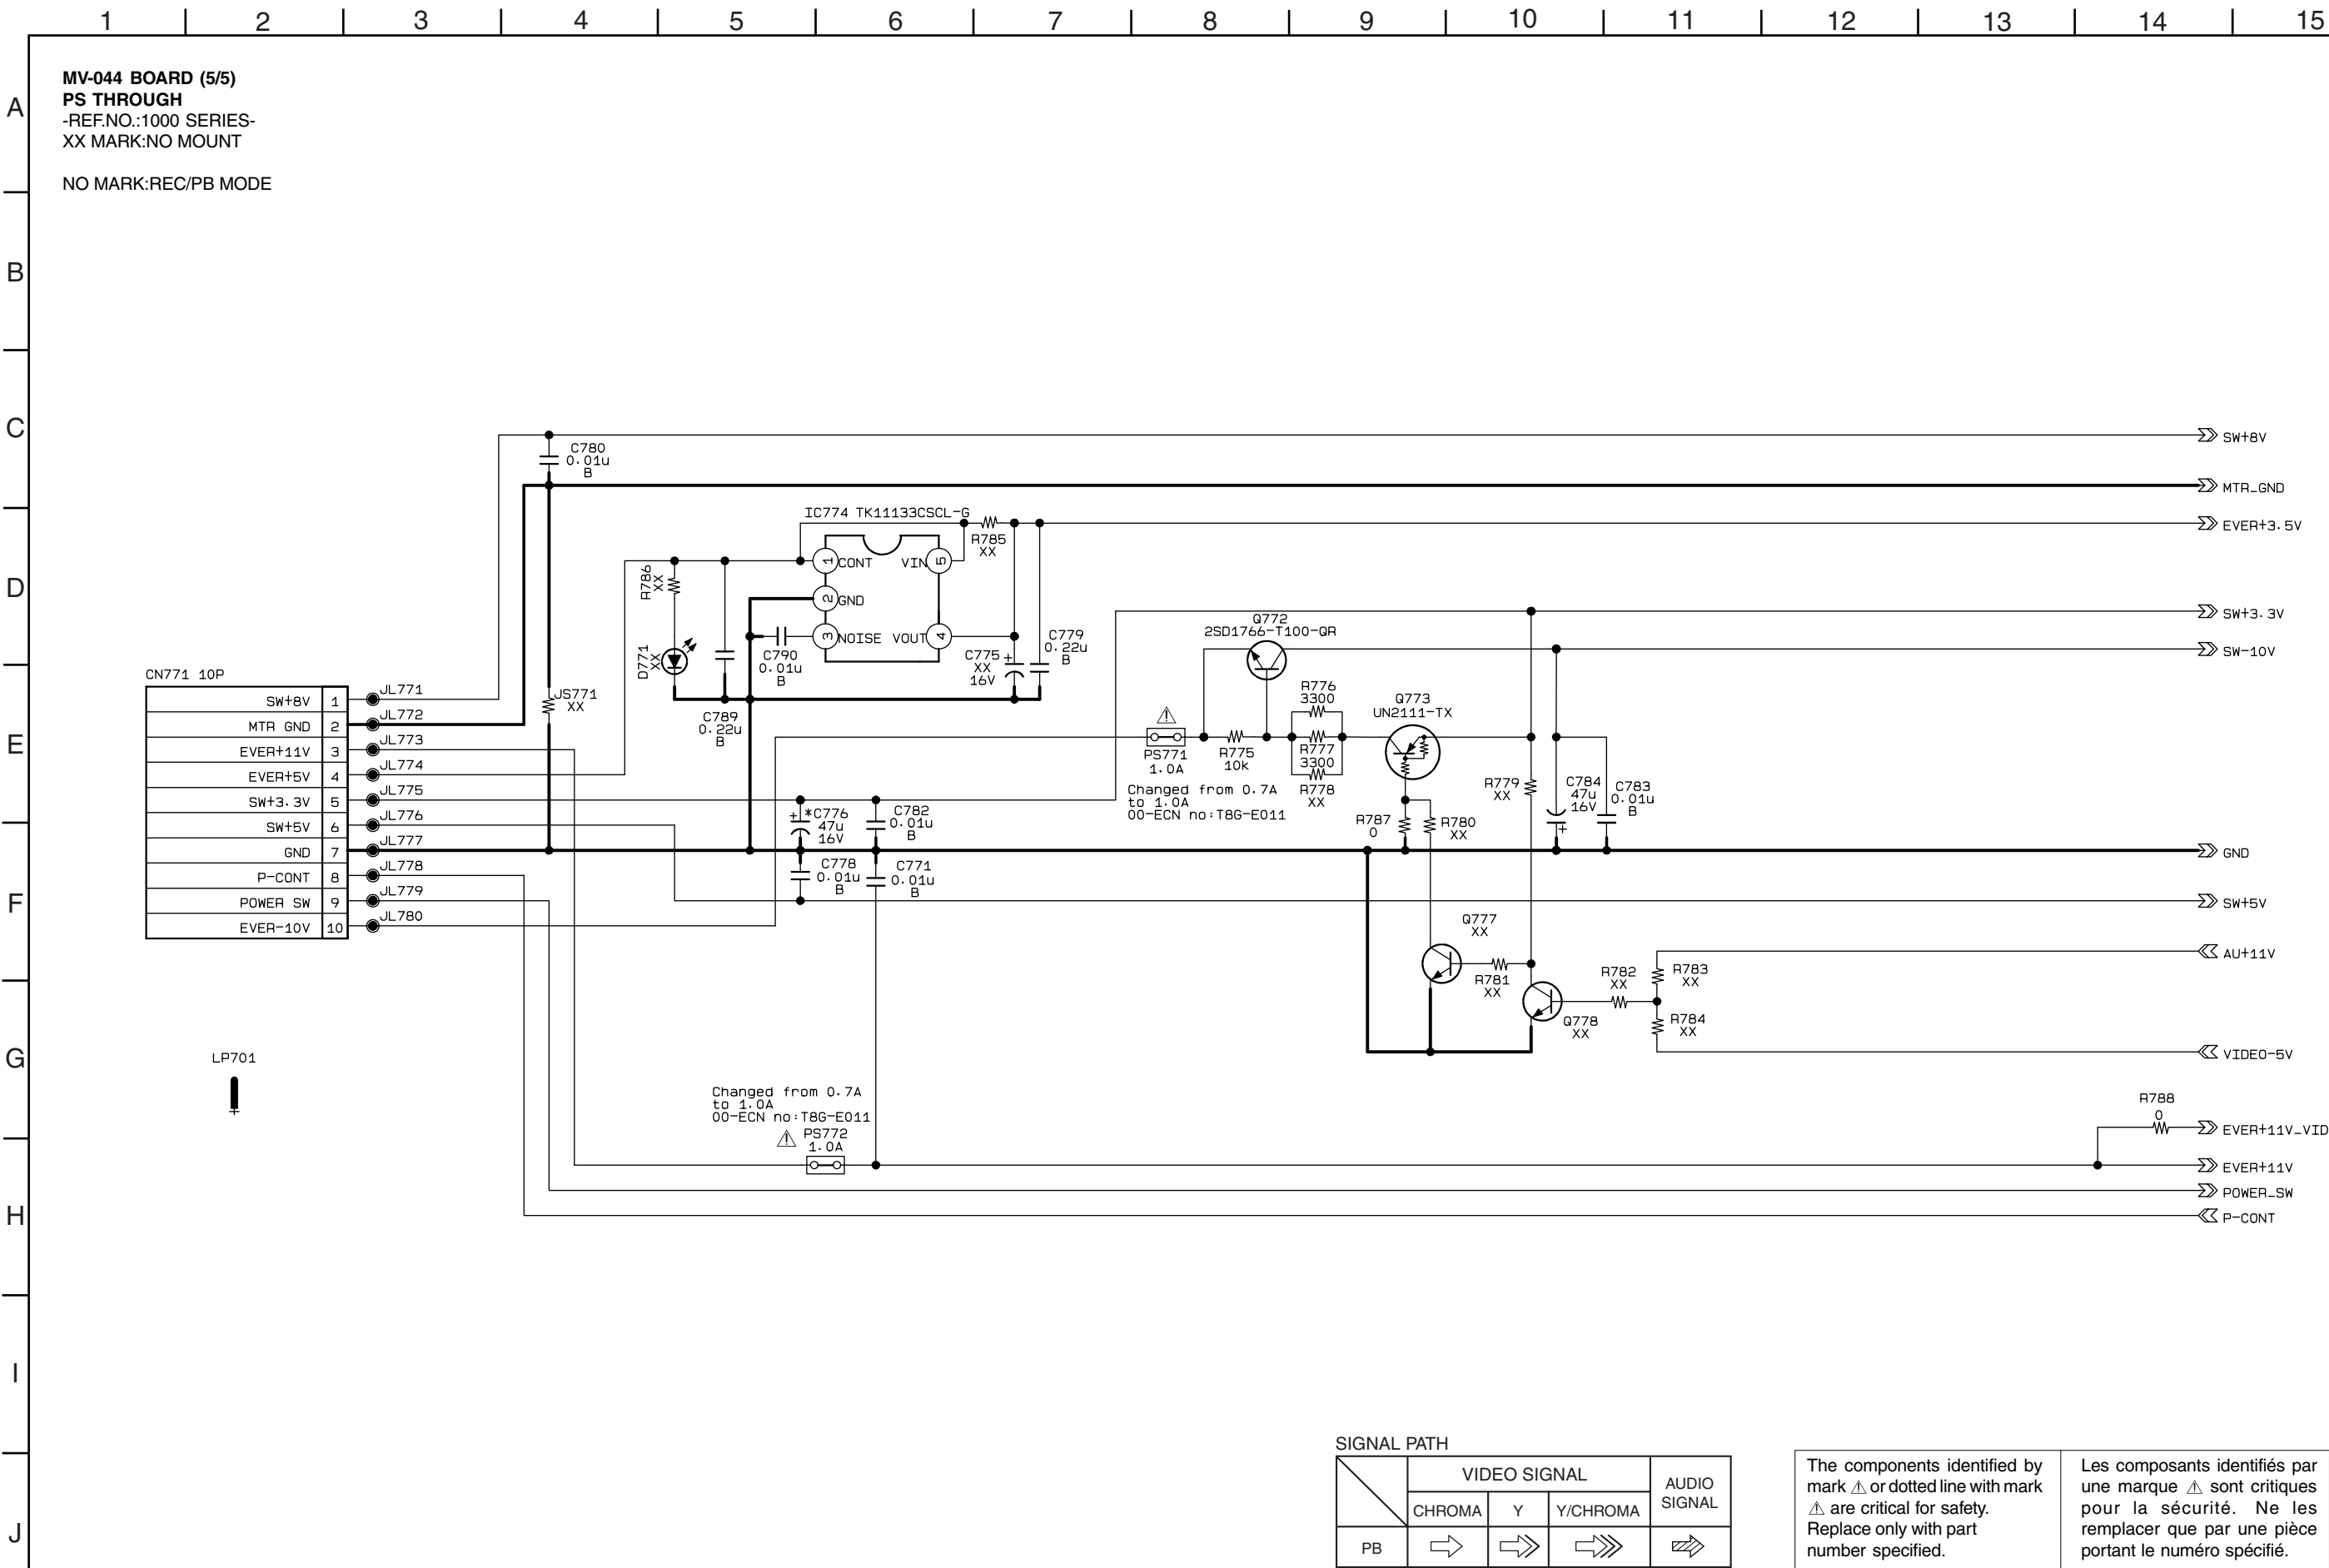 1 2 3 4 5 6 7 8 9 10 11 12 13 14 15
A
B
C
D
E
F
G
H
I
J
MV-044 BOARD (5/5)
PS THROUGH
-REF.NO.:1000 SERIES-
XX MARK:NO MOUNT
NO MARK:REC/PB MODE
C780
0.01u
B
SW+8V
MTR_GND
IC774 TK11133CSCL-G
1 CONT
2 GND
3 NOISE
VIN 5
VOUT 4
R785
XX
EVER+3.5V
R786
XX
D771
XX
C790
0.01u
B
C789
0.22u
B
C775
XX
16V
+
C779
0.22u
B
SW+3.3V
Q772
2SD1766-T100-QR
SW-10V
CN771 10P
SW+8V 1 JL771
MTR GND 2 JL772
EVER+11V 3 JL773
EVER+5V 4 JL774
SW+3.3V 5 JL775
SW+5V 6 JL776
GND 7 JL777
P-CONT 8 JL778
POWER SW 9 JL779
EVER-10V 10 JL780
JS771
XX
PS771
1.0A
Changed from 0.7A
to 1.0A
00-ECN no:T8G-E011
R775
10k
R776
3300
R777
3300
R778
XX
Q773
UN2111-TX
R779
XX
C784
47u
16V
+
C783
0.01u
B
+
*C776
47u
16V
C782
0.01u
B
R787
0
R780
XX
C778
0.01u
B
C771
0.01u
B
GND
SW+5V
Q777
XX
R781
XX
Q778
XX
R782
XX
R783
XX
R784
XX
AU+11V
VIDEO-5V
LP701
Changed from 0.7A
to 1.0A
00-ECN no:T8G-E011
PS772
1.0A
R788
0
EVER+11V_VID
EVER+11V
POWER_SW
P-CONT
SIGNAL PATH
VIDEO SIGNAL
AUDIO
SIGNAL
CHROMA Y Y/CHROMA
PB
The components identified by
mark ⚠ or dotted line with mark
⚠ are critical for safety.
Replace only with part
number specified.
Les composants identifiés par
une marque ⚠ sont critiques
pour la sécurité. Ne les
remplacer que par une pièce
portant le numéro spécifié.